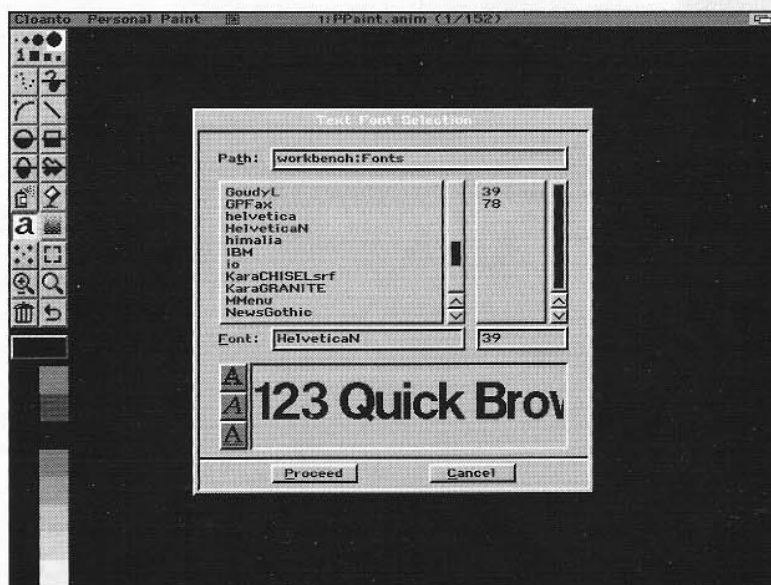 Cloanto Personal Paint 1:PPaint.anim (1/152)
1
a
Text Font Selection
Path: workbench:Fonts
GoudyL 39
GPFax 78
helvetica
HelveticaN
himalia
IBM
io
KaraCHISELsrf
KaraGRANITE
MMenu
NewsGothic
Font: HelveticaN 39
A
A
A
123 Quick Brov
Proceed Cancel